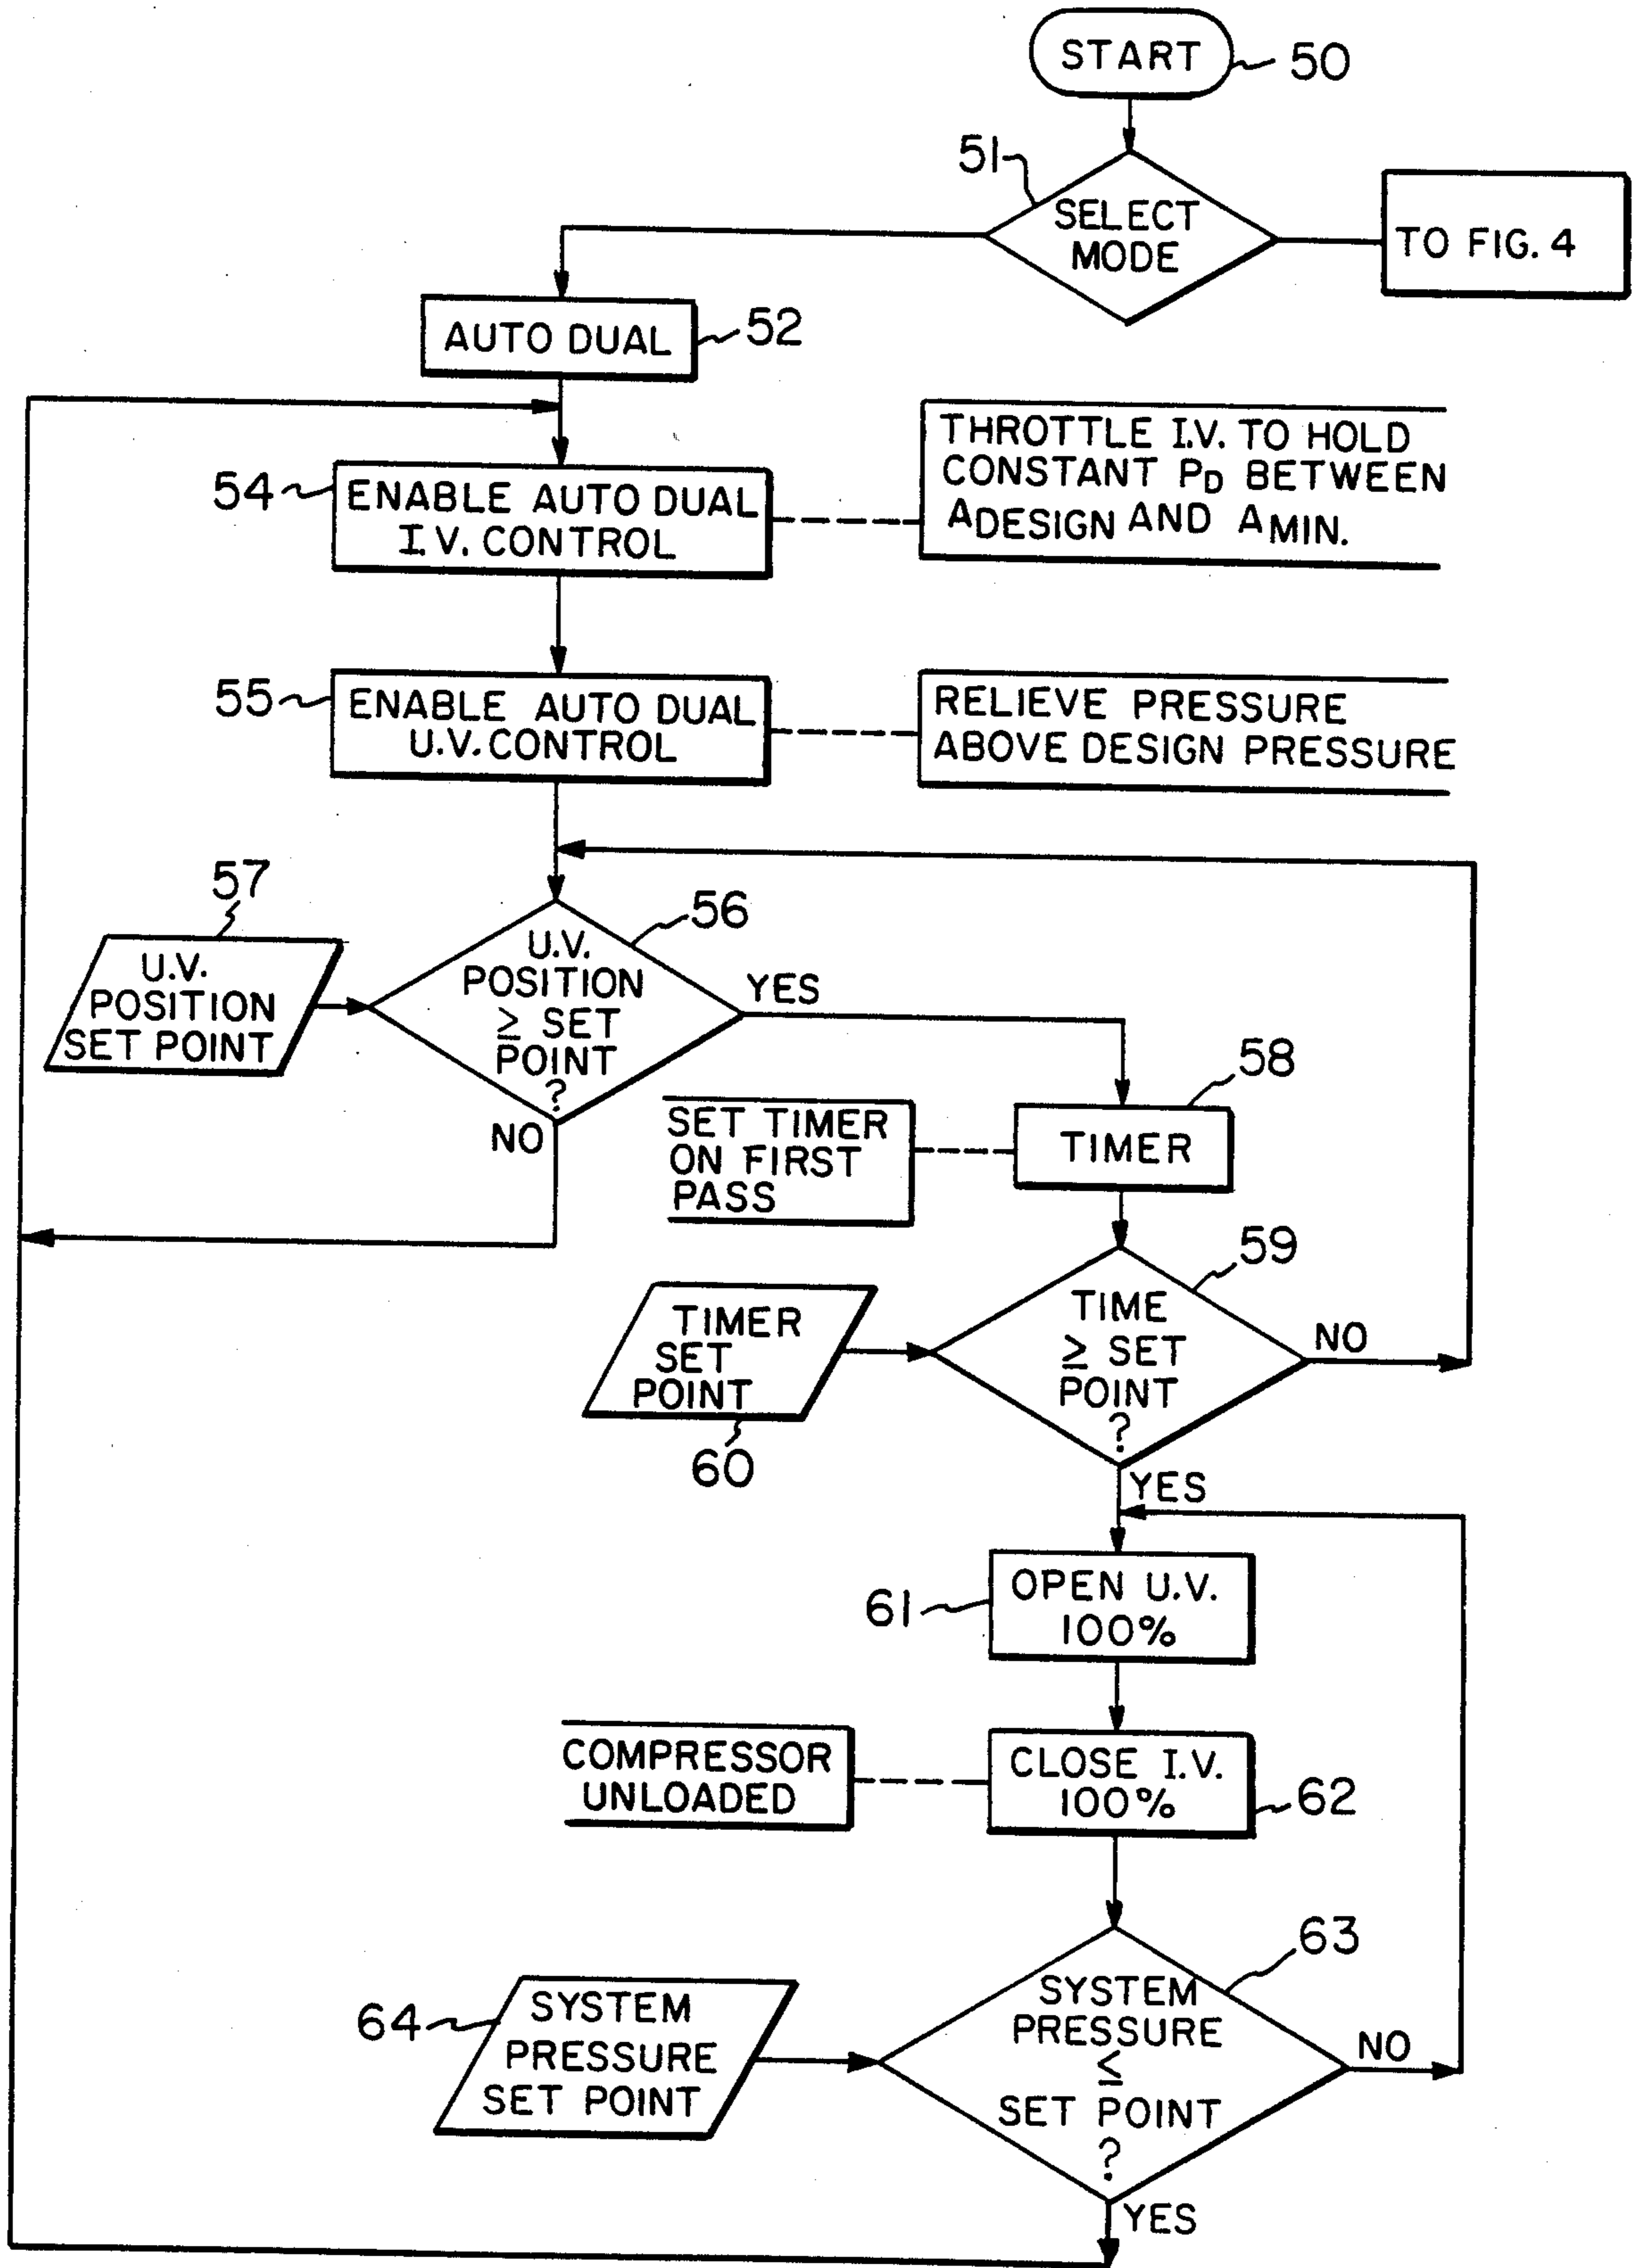 START
50
51
SELECT
MODE
TO FIG. 4
AUTO DUAL
52
THROTTLE I.V. TO HOLD
CONSTANT PD BETWEEN
ADESIGN AND AMIN.
54
ENABLE AUTO DUAL
I.V. CONTROL
55
ENABLE AUTO DUAL
U.V. CONTROL
RELIEVE PRESSURE
ABOVE DESIGN PRESSURE
57
56
U.V.
POSITION
SET POINT
U.V.
POSITION
≥ SET
POINT
?
YES
NO
58
SET TIMER
ON FIRST
PASS
TIMER
59
TIMER
SET
POINT
60
TIME
≥ SET
POINT
?
NO
YES
61
OPEN U.V.
100%
COMPRESSOR
UNLOADED
CLOSE I.V.
100%
62
63
64
SYSTEM
PRESSURE
SET POINT
SYSTEM
PRESSURE
≤
SET POINT
?
NO
YES